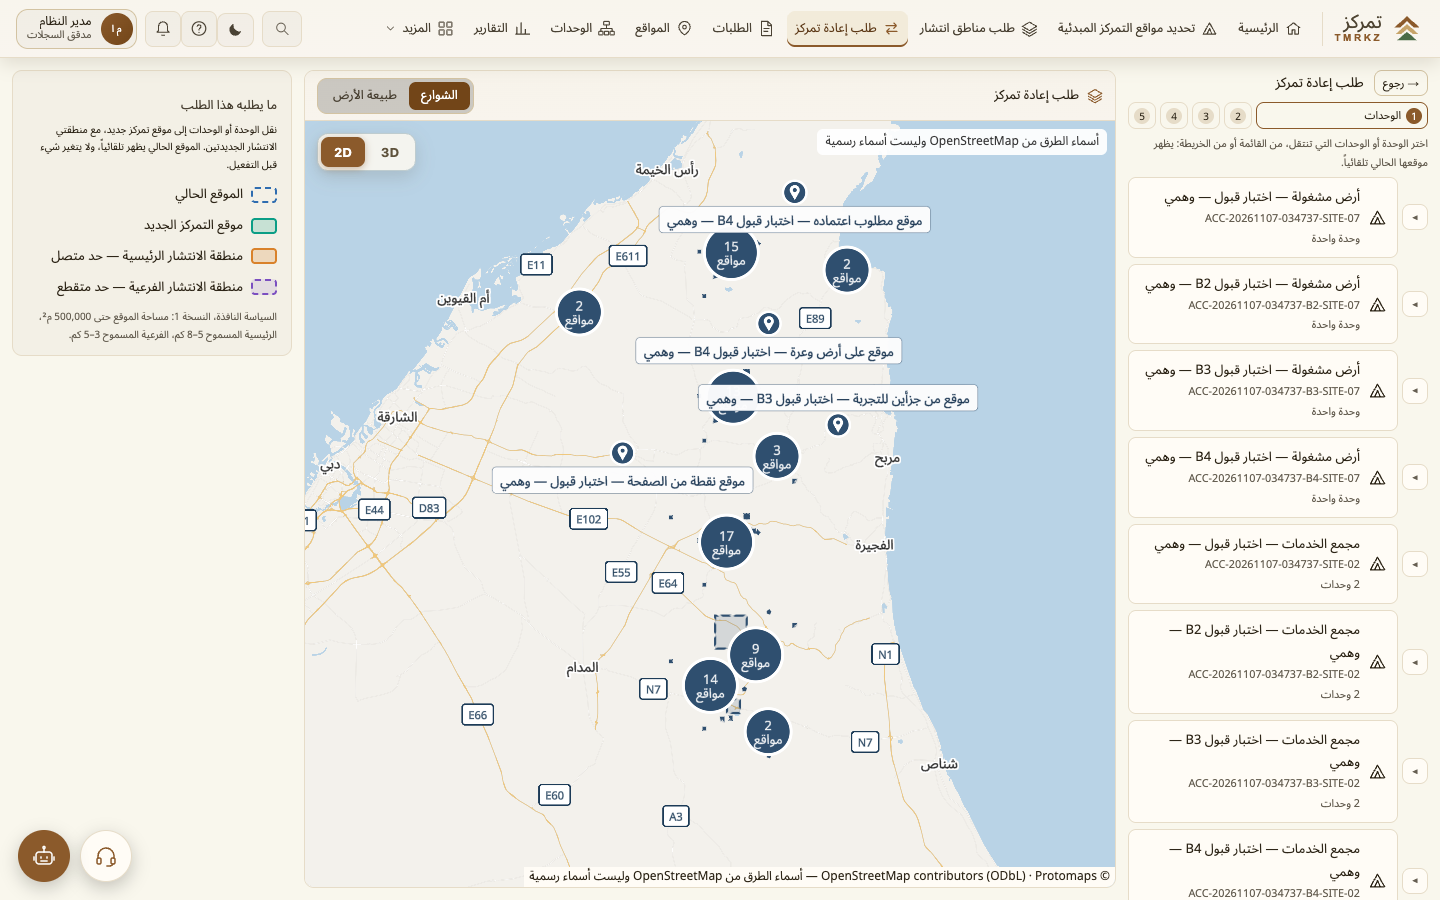 تمركز
TMRKZ
الرئيسية
تحديد مواقع التمركز المبدئية
طلب مناطق انتشار
طلب إعادة تمركز
الطلبات
المواقع
الوحدات
التقارير
المزيد
مدير النظام
مدقق السجلات
م ا
→ رجوع
طلب إعادة تمركز
1 الوحدات
2
3
4
5
اختر الوحدة أو الوحدات التي تنتقل، من القائمة أو من الخريطة: يظهر
موقعها الحالي تلقائياً.
أرض مشغولة — اختبار قبول — وهمي
ACC-20261107-034737-SITE-07
وحدة واحدة
أرض مشغولة — اختبار قبول B2 — وهمي
ACC-20261107-034737-B2-SITE-07
وحدة واحدة
أرض مشغولة — اختبار قبول B3 — وهمي
ACC-20261107-034737-B3-SITE-07
وحدة واحدة
أرض مشغولة — اختبار قبول B4 — وهمي
ACC-20261107-034737-B4-SITE-07
وحدة واحدة
مجمع الخدمات — اختبار قبول — وهمي
ACC-20261107-034737-SITE-02
2 وحدات
مجمع الخدمات — اختبار قبول B2 —
وهمي
ACC-20261107-034737-B2-SITE-02
2 وحدات
مجمع الخدمات — اختبار قبول B3 —
وهمي
ACC-20261107-034737-B3-SITE-02
2 وحدات
مجمع الخدمات — اختبار قبول B4 —
وهمي
ACC-20261107-034737-B4-SITE-02
طلب إعادة تمركز
الشوارع
طبيعة الأرض
أسماء الطرق من OpenStreetMap وليست أسماء رسمية
2D
3D
رأس الخيمة
موقع مطلوب اعتماده — اختبار قبول B4 — وهمي
15
مواقع
E611
E11
2
مواقع
أم القيوين
2
مواقع
E89
موقع على أرض وعرة — اختبار قبول B4 — وهمي
موقع من جزأين للتجربة — اختبار قبول B3 — وهمي
الشارقة
3
مواقع
مربح
دبي
موقع نقطة من الصفحة — اختبار قبول — وهمي
E44
D83
1
E102
17
مواقع
الفجيرة
E55
E64
9
مواقع
N1
المدام
14
مواقع
N7
E66
2
مواقع
N7
شناص
E60
A3
© OpenStreetMap contributors (ODbL) · Protomaps — أسماء الطرق من OpenStreetMap وليست أسماء رسمية
ما يطلبه هذا الطلب
نقل الوحدة أو الوحدات إلى موقع تمركز جديد، مع منطقتي
الانتشار الجديدتين. الموقع الحالي يظهر تلقائياً، ولا يتغير شيء
قبل التفعيل.
الموقع الحالي
موقع التمركز الجديد
منطقة الانتشار الرئيسية — حد متصل
منطقة الانتشار الفرعية — حد متقطع
السياسة النافذة، النسخة 1: مساحة الموقع حتى 500,000 م²،
الرئيسية المسموح 5–8 كم، الفرعية المسموح 3–5 كم.